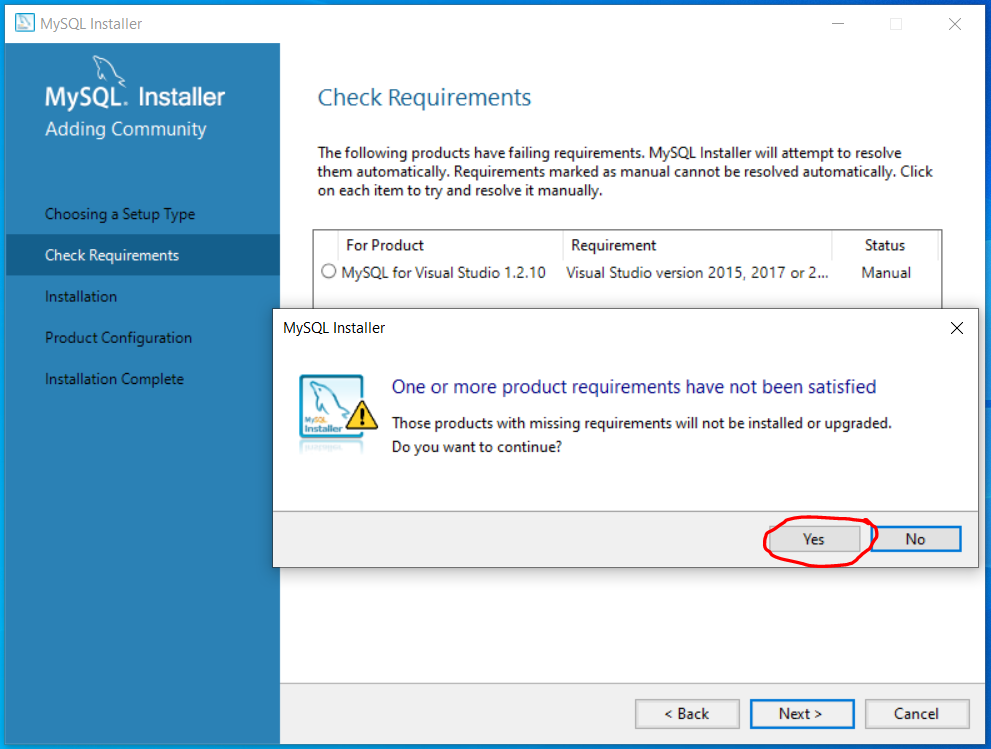 MySQL Installer
MySQL. Installer
Adding Community
Choosing a Setup Type
Check Requirements
Installation
Product Configuration
Installation Complete
Check Requirements
The following products have failing requirements. MySQL Installer will attempt to resolve
them automatically. Requirements marked as manual cannot be resolved automatically. Click
on each item to try and resolve it manually.
For Product Requirement Status
MySQL for Visual Studio 1.2.10 Visual Studio version 2015, 2017 or 2... Manual
MySQL Installer
MySQL
Installer
One or more product requirements have not been satisfied
Those products with missing requirements will not be installed or upgraded.
Do you want to continue?
Yes No
< Back Next > Cancel